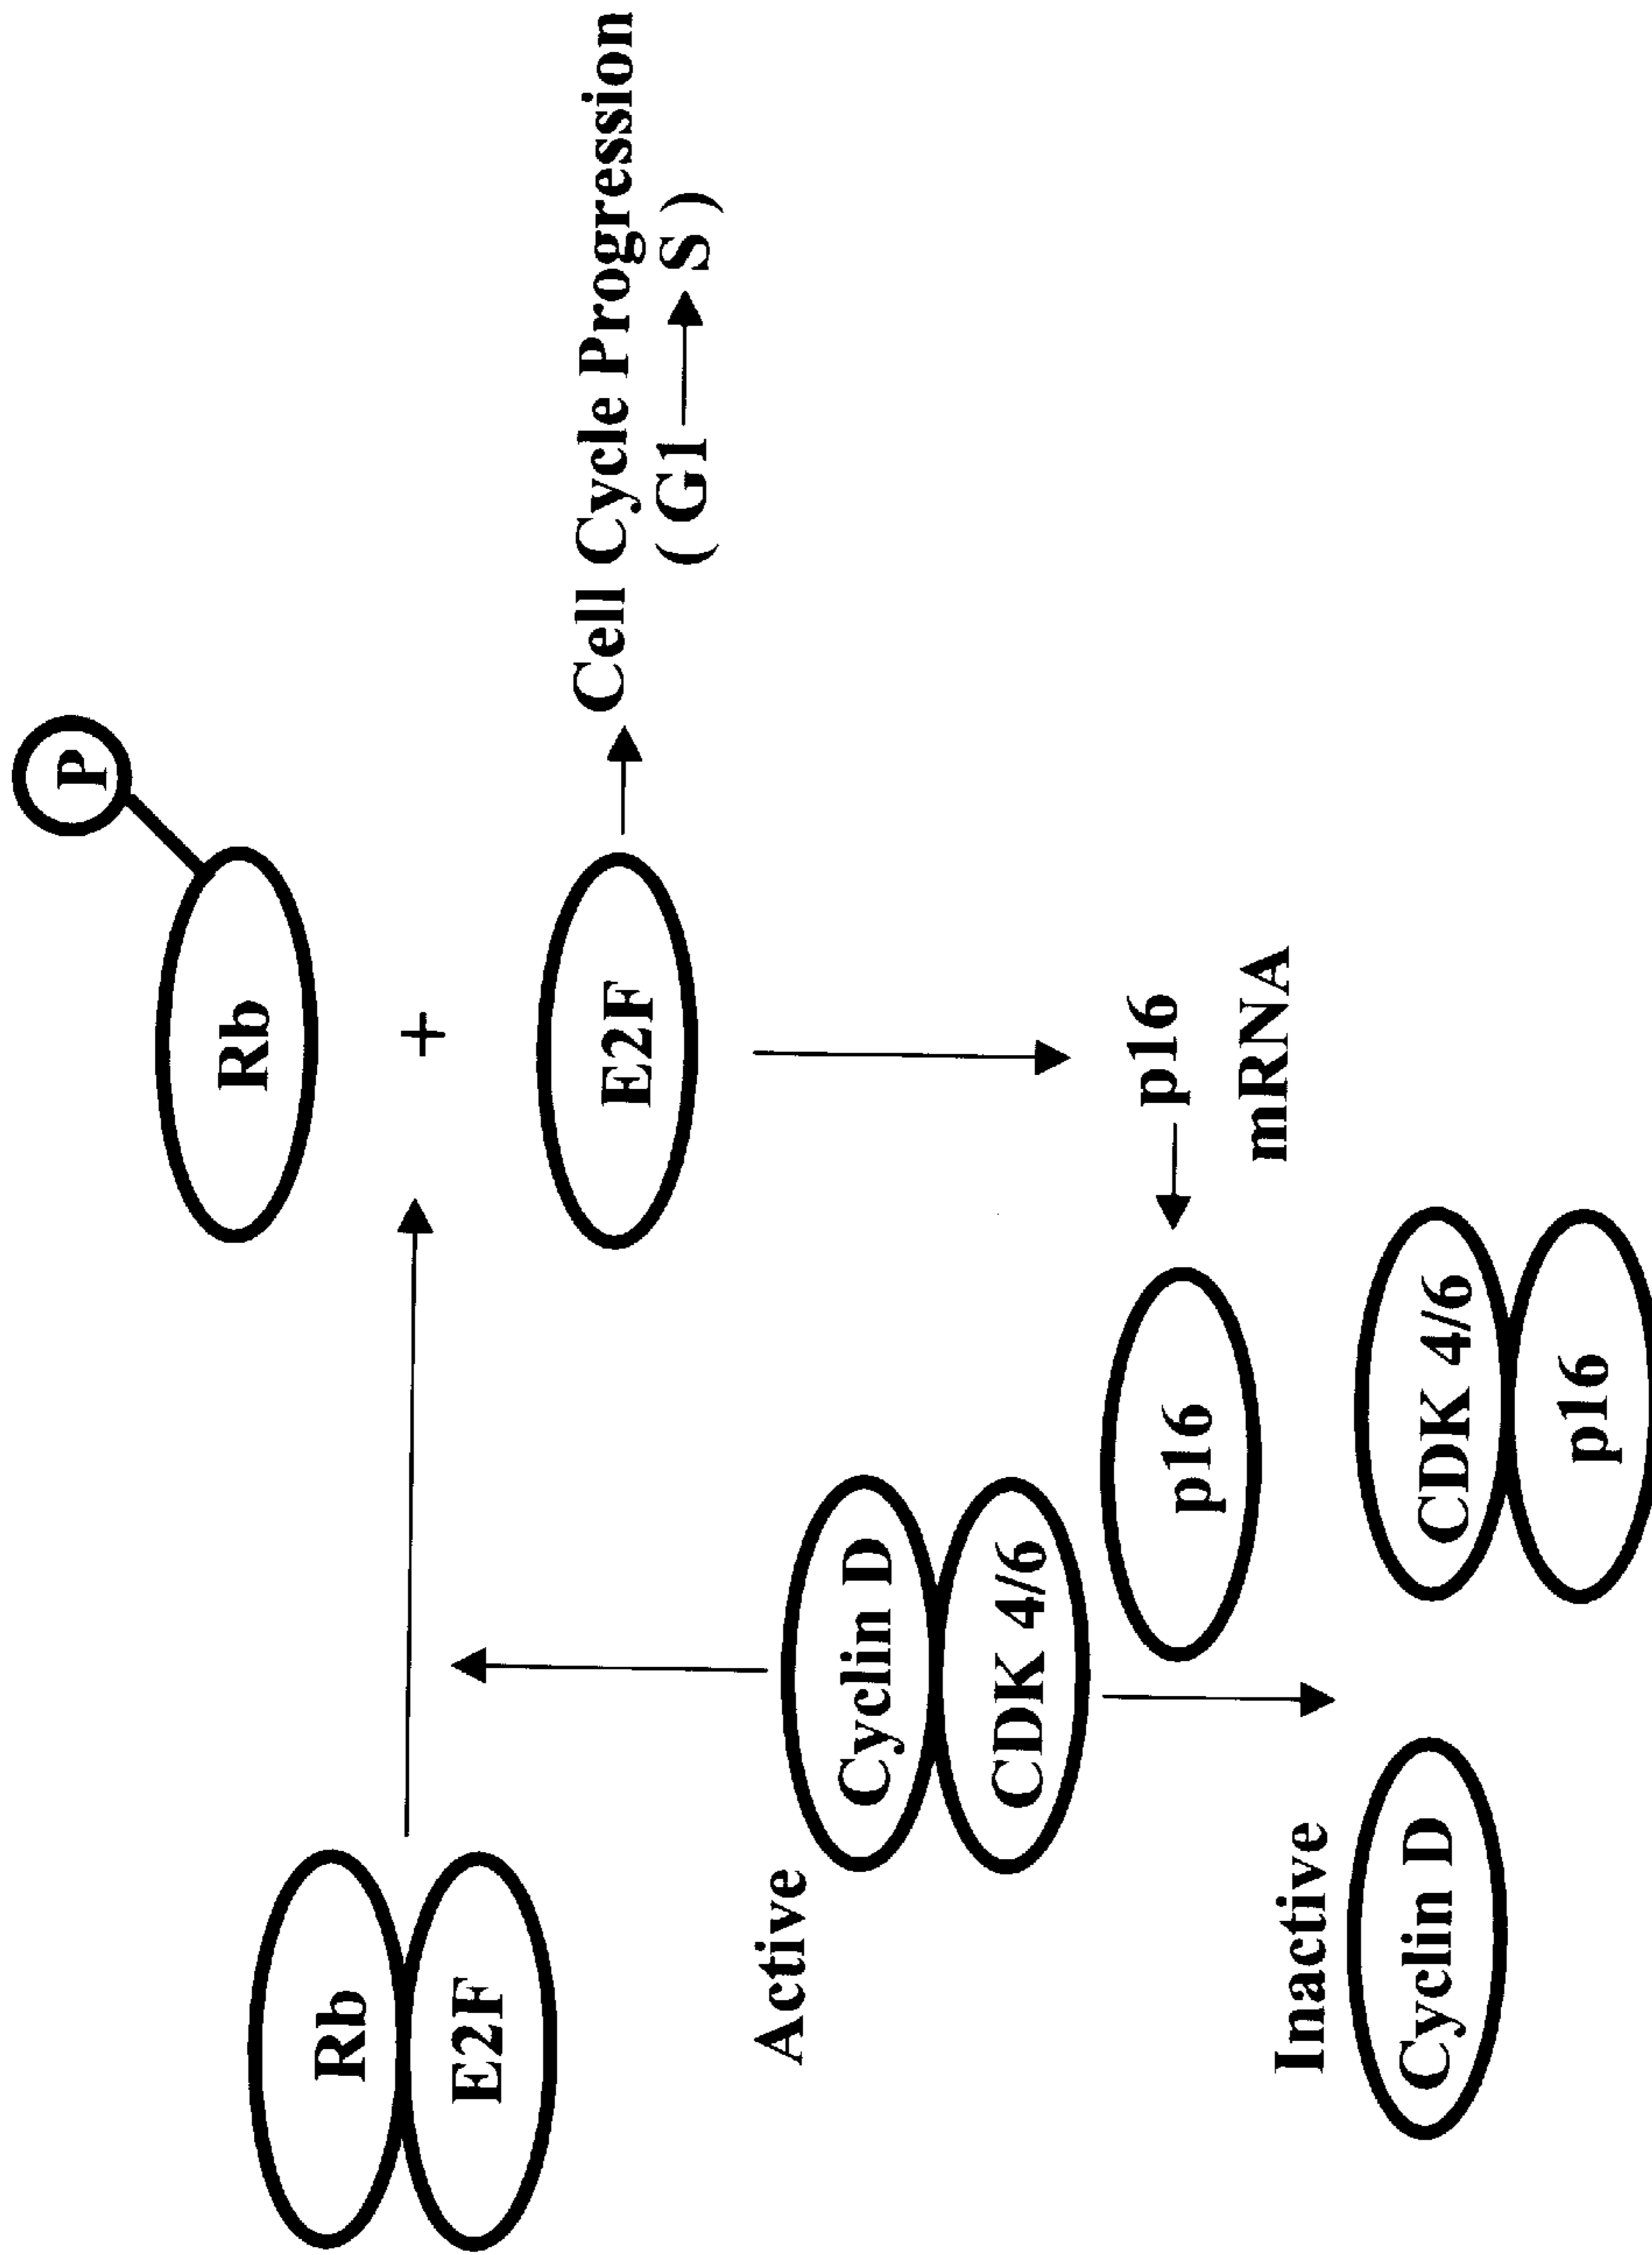 P
Rb
Rb
+
E2F
E2F
Cell Cycle Progression
( G1 S )
Active
Cyclin D
CDK 4/6
p16
p16
mRNA
Inactive
Cyclin D
CDK 4/6
p16